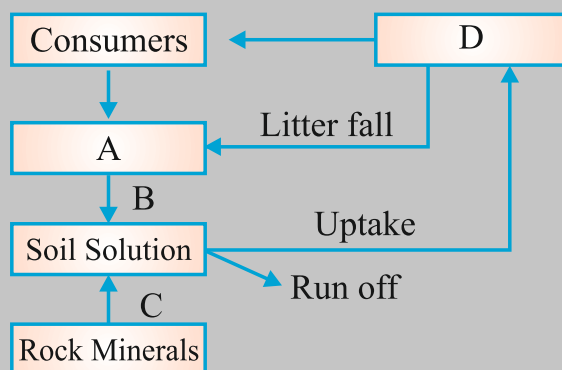 Consumers
D
Litter fall
A
B
Uptake
Soil Solution
Run off
C
Rock Minerals